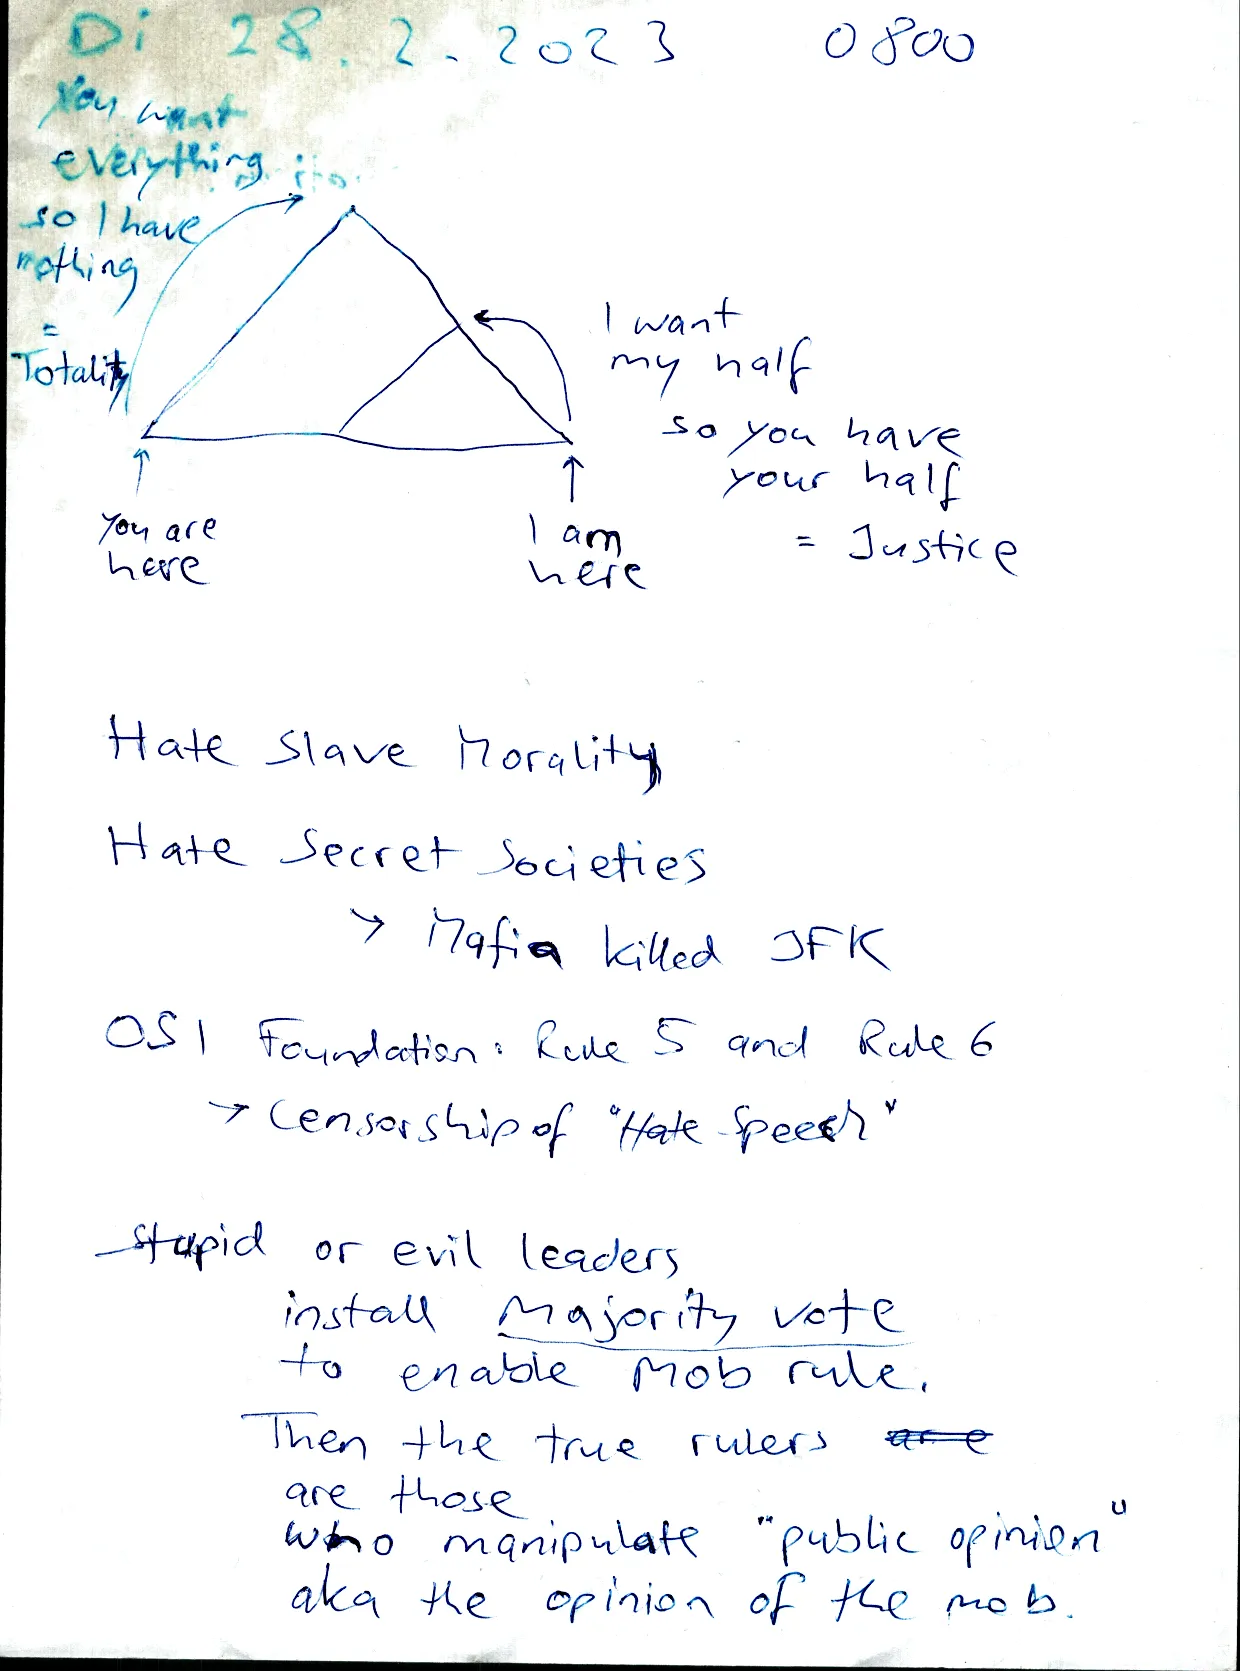 Di 28.2.2023 0800
You want
everything
so I have
nothing
=
Totality
I want
my half
so you have
your half
= Justice
You are
here
I am
here
Hate Slave Morality
Hate Secret Societies
> Mafia killed JFK
OSI Foundation: Rule 5 and Rule 6
-> Censorship of "Hate Speech"
Stupid or evil leaders
install Majority vote
to enable Mob rule.
Then the true rulers are
are those
who manipulate "public opinion"
aka the opinion of the mob.